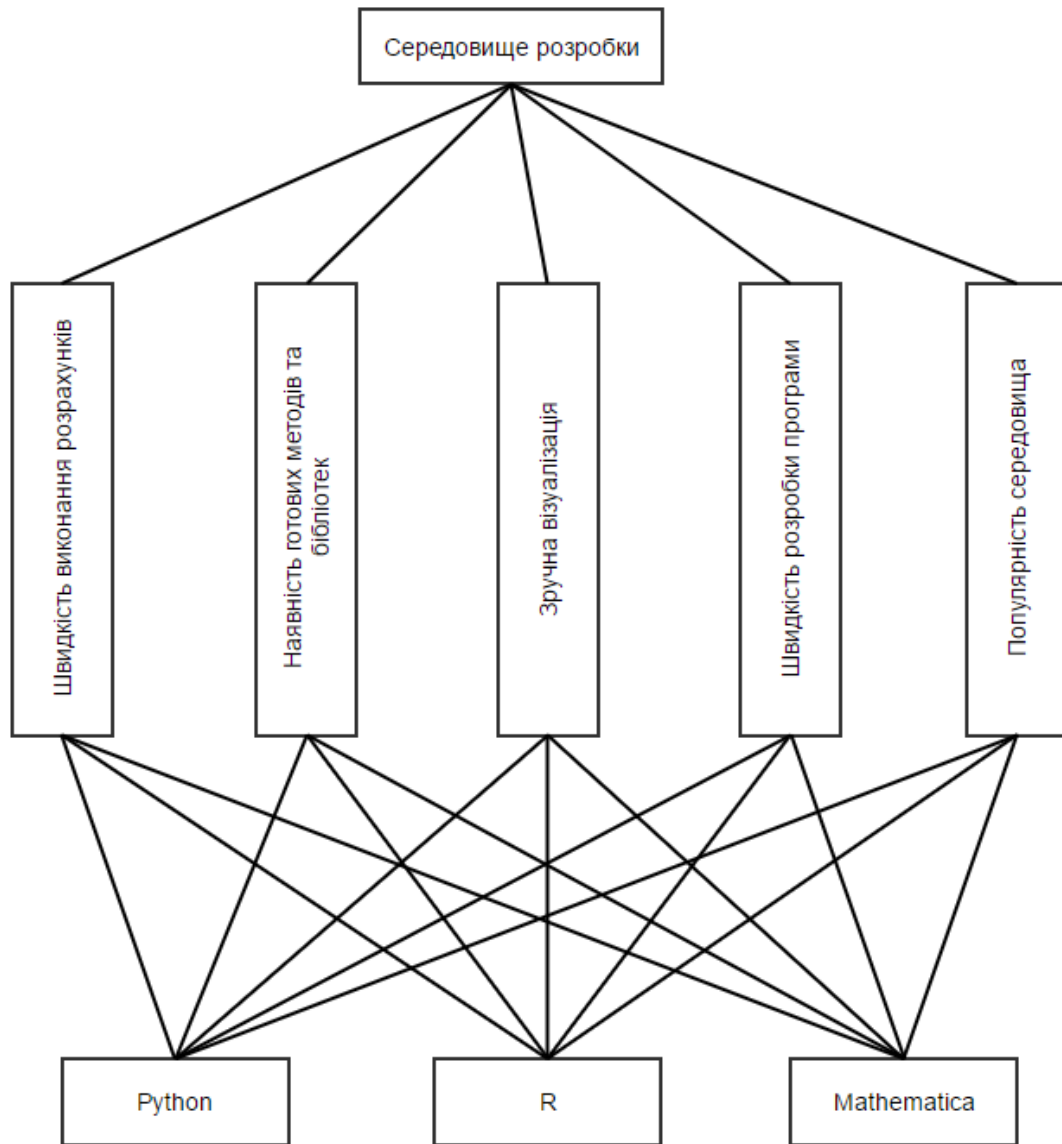 Середовище розробки
Швидкість виконання розрахунків
Наявність готових методів та
бібліотек
Зручна візуалізація
Швидкість розробки програми
Популярність середовища
Python
R
Mathematica